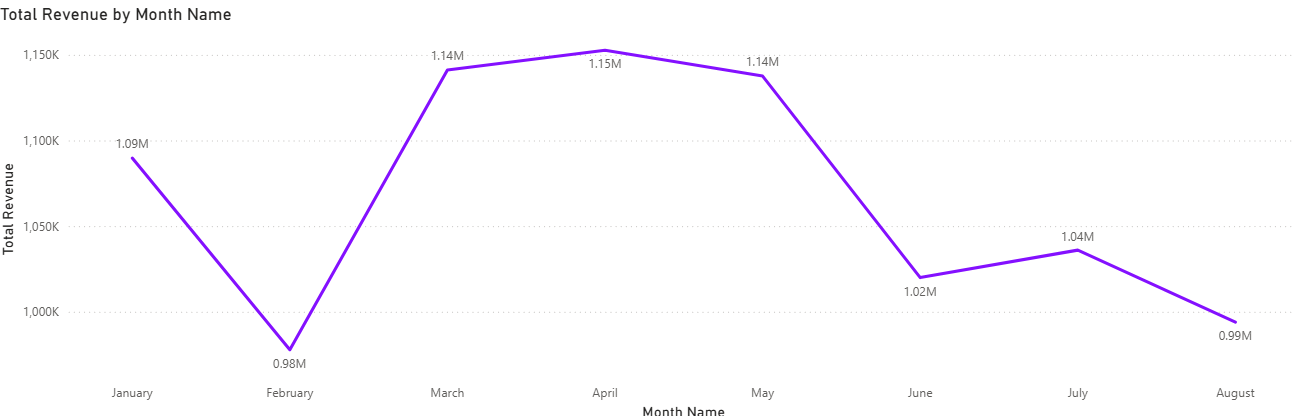 Total Revenue by Month Name
1,150K
1,100K
1,050K
1,000K
Total Revenue
1.09M
0.98M
1.14M
1.15M
1.14M
1.02M
1.04M
0.99M
January February March April May June July August
Month Name